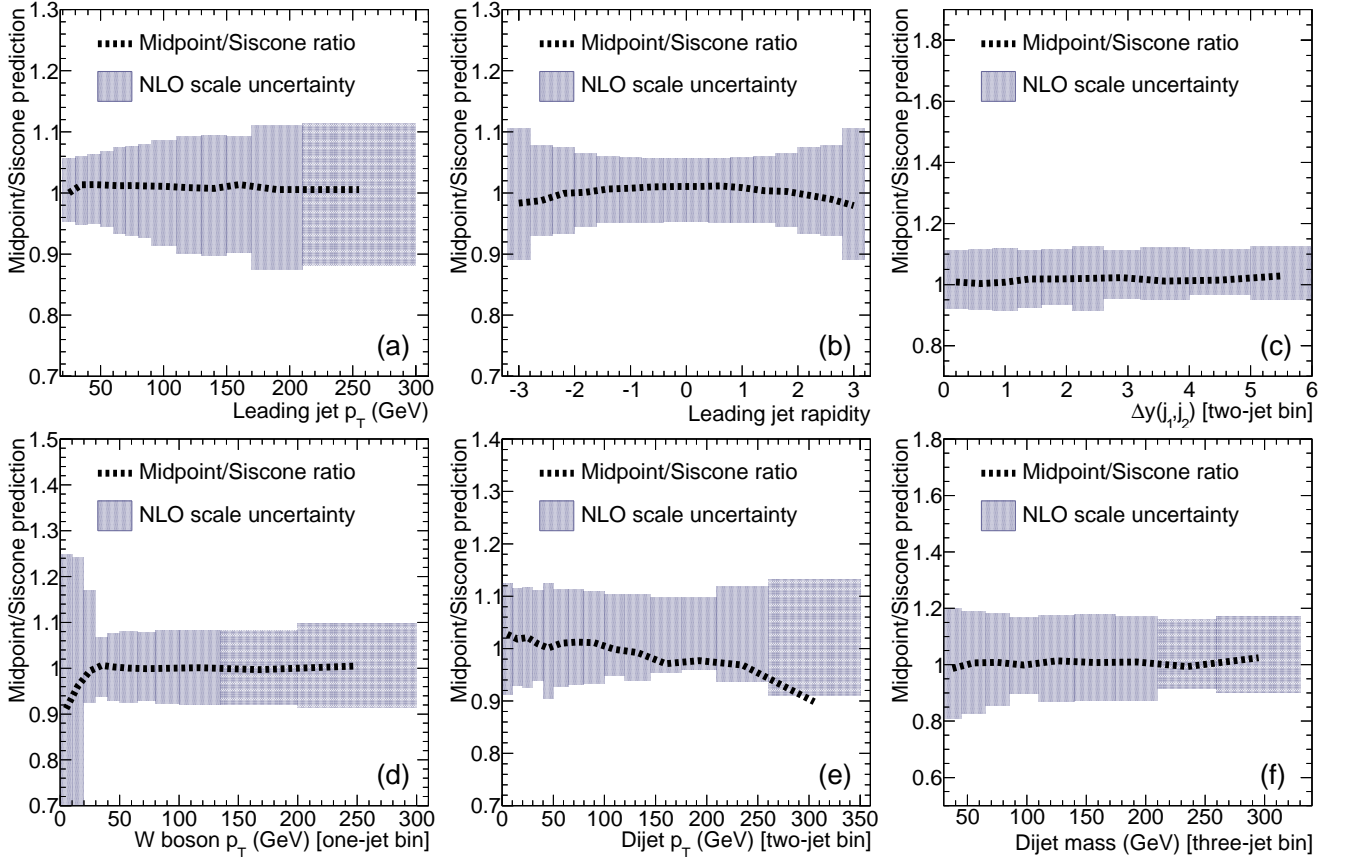 Midpoint/Siscone prediction
1.3
1.2
1.1
1
0.9
0.8
0.7
Midpoint/Siscone ratio
NLO scale uncertainty
(a)
50 100 150 200 250 300
Leading jet p_T (GeV)
Midpoint/Siscone prediction
1.3
1.2
1.1
1
0.9
0.8
0.7
Midpoint/Siscone ratio
NLO scale uncertainty
(b)
-3 -2 -1 0 1 2 3
Leading jet rapidity
Midpoint/Siscone prediction
1.8
1.6
1.4
1.2
1
0.8
Midpoint/Siscone ratio
NLO scale uncertainty
(c)
0 1 2 3 4 5 6
Δy(j_1,j_2) [two-jet bin]
Midpoint/Siscone prediction
1.5
1.4
1.3
1.2
1.1
1
0.9
0.8
0.7
Midpoint/Siscone ratio
NLO scale uncertainty
(d)
0 50 100 150 200 250 300
W boson p_T (GeV) [one-jet bin]
Midpoint/Siscone prediction
1.4
1.3
1.2
1.1
1
0.9
0.8
0.7
Midpoint/Siscone ratio
NLO scale uncertainty
(e)
0 50 100 150 200 250 300 350
Dijet p_T (GeV) [two-jet bin]
Midpoint/Siscone prediction
1.8
1.6
1.4
1.2
1
0.8
0.6
Midpoint/Siscone ratio
NLO scale uncertainty
(f)
50 100 150 200 250 300
Dijet mass (GeV) [three-jet bin]